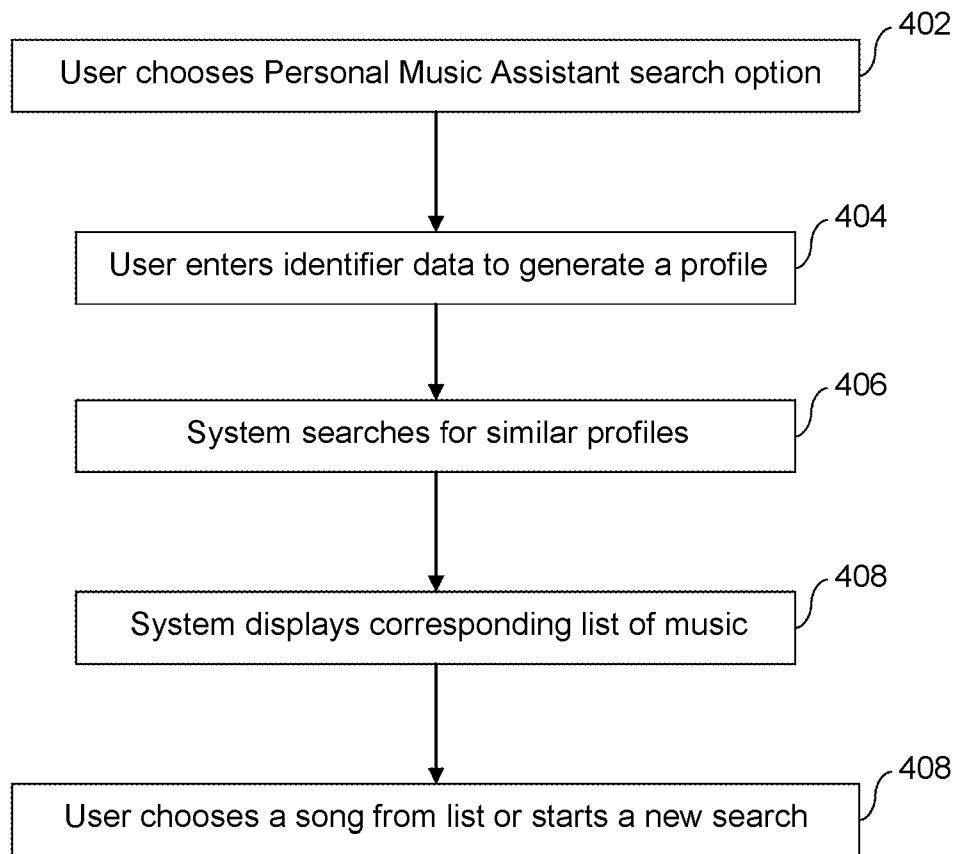 402
User chooses Personal Music Assistant search option
404
User enters identifier data to generate a profile
406
System searches for similar profiles
408
System displays corresponding list of music
408
User chooses a song from list or starts a new search